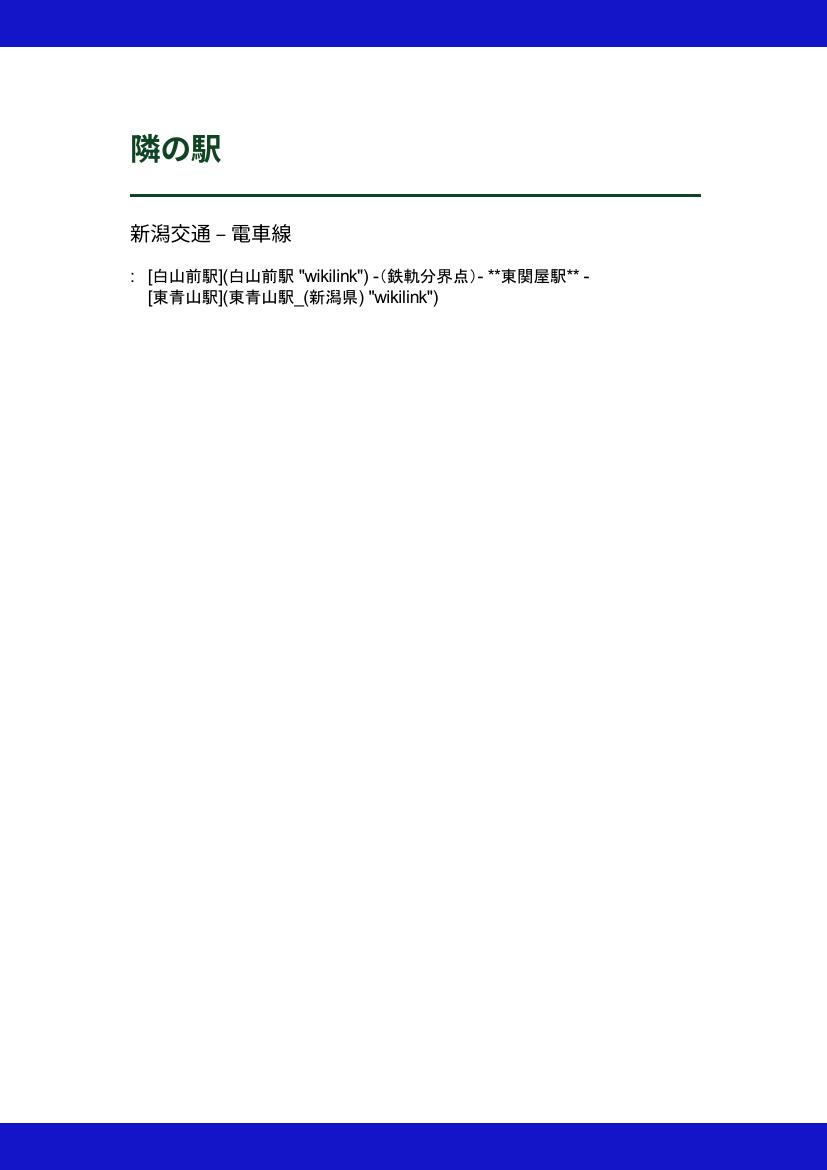 隣の駅
新潟交通 – 電車線
: [白山前駅](白山前駅 "wikilink") -（鉄軌分界点）- **東関屋駅** -
[東青山駅](東青山駅_(新潟県) "wikilink")